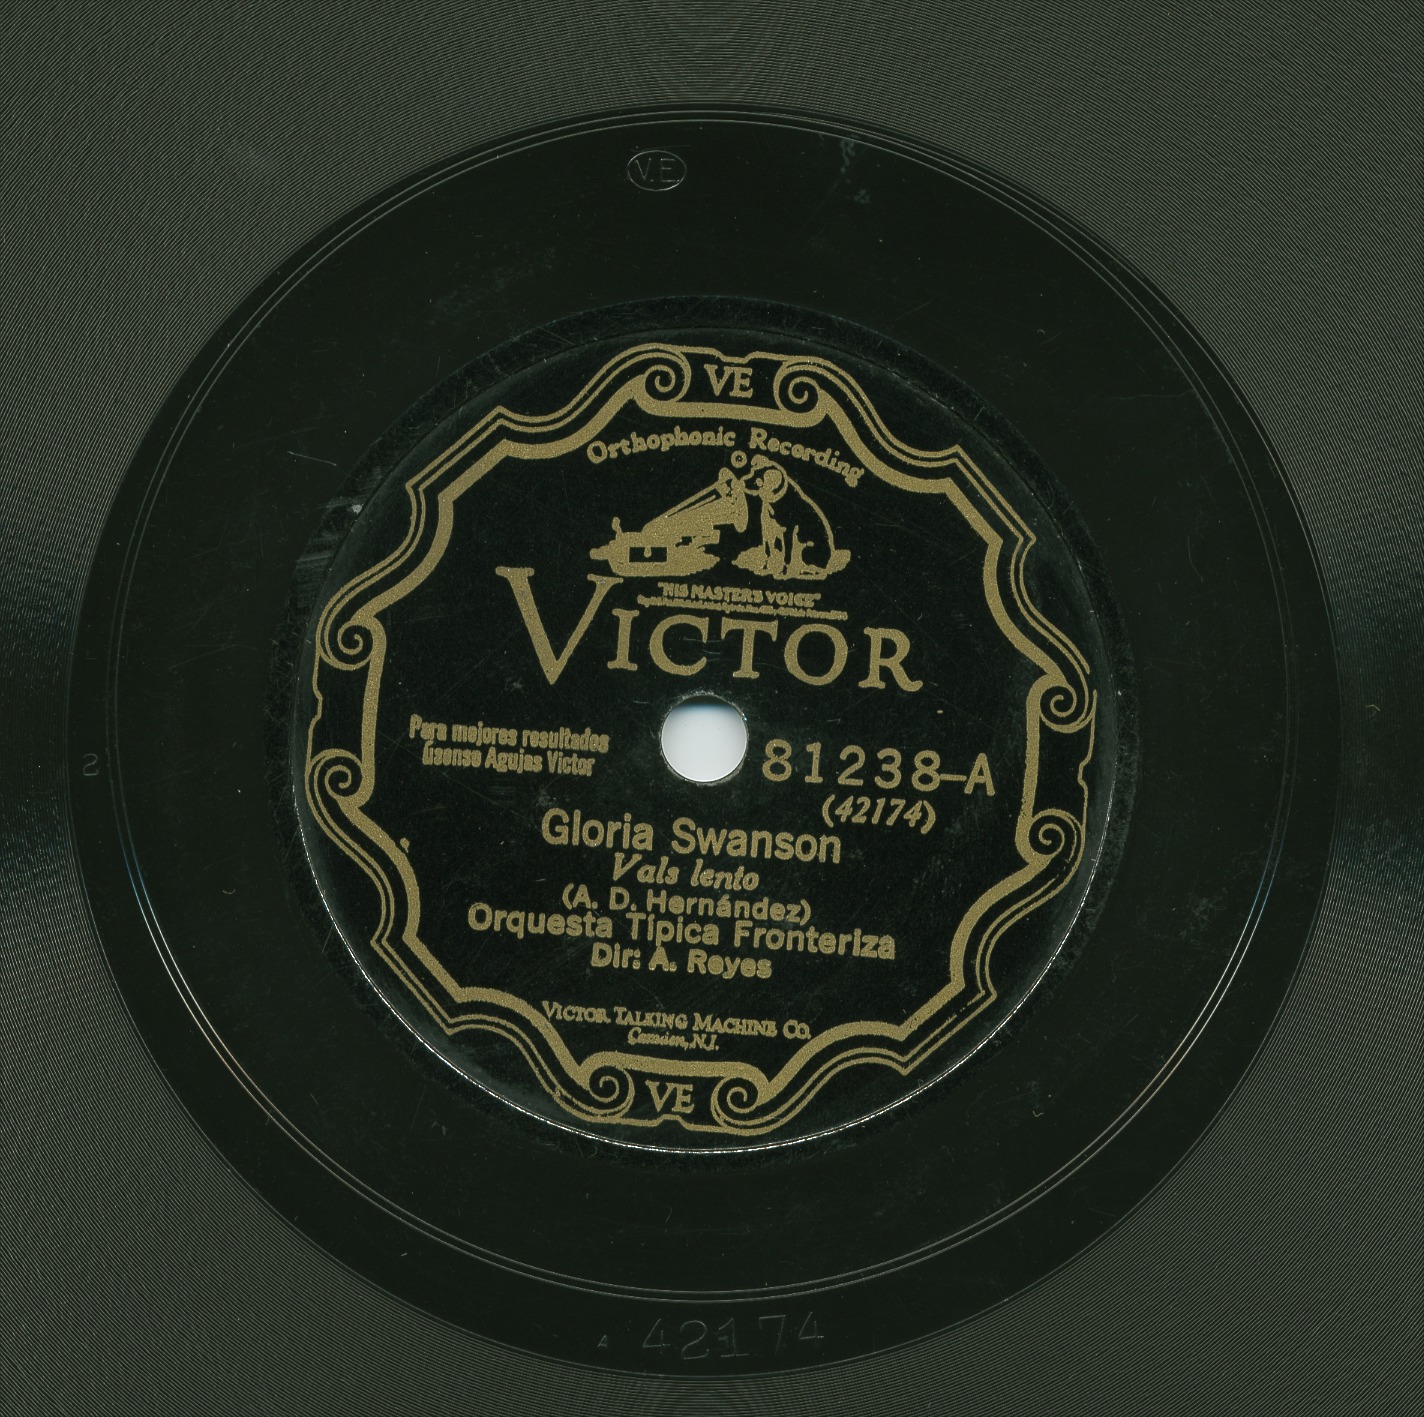 V.E.
VE
Orthophonic Recording
"HIS MASTER'S VOICE"
VICTOR
Para mejores resultados
úsense Agujas Victor
81238-A
(42174)
Gloria Swanson
Vals lento
(A. D. Hernández)
Orquesta Típica Fronteriza
Dir: A. Reyes
VICTOR TALKING MACHINE CO.
Camden, N.J.
VE
2
A 42174